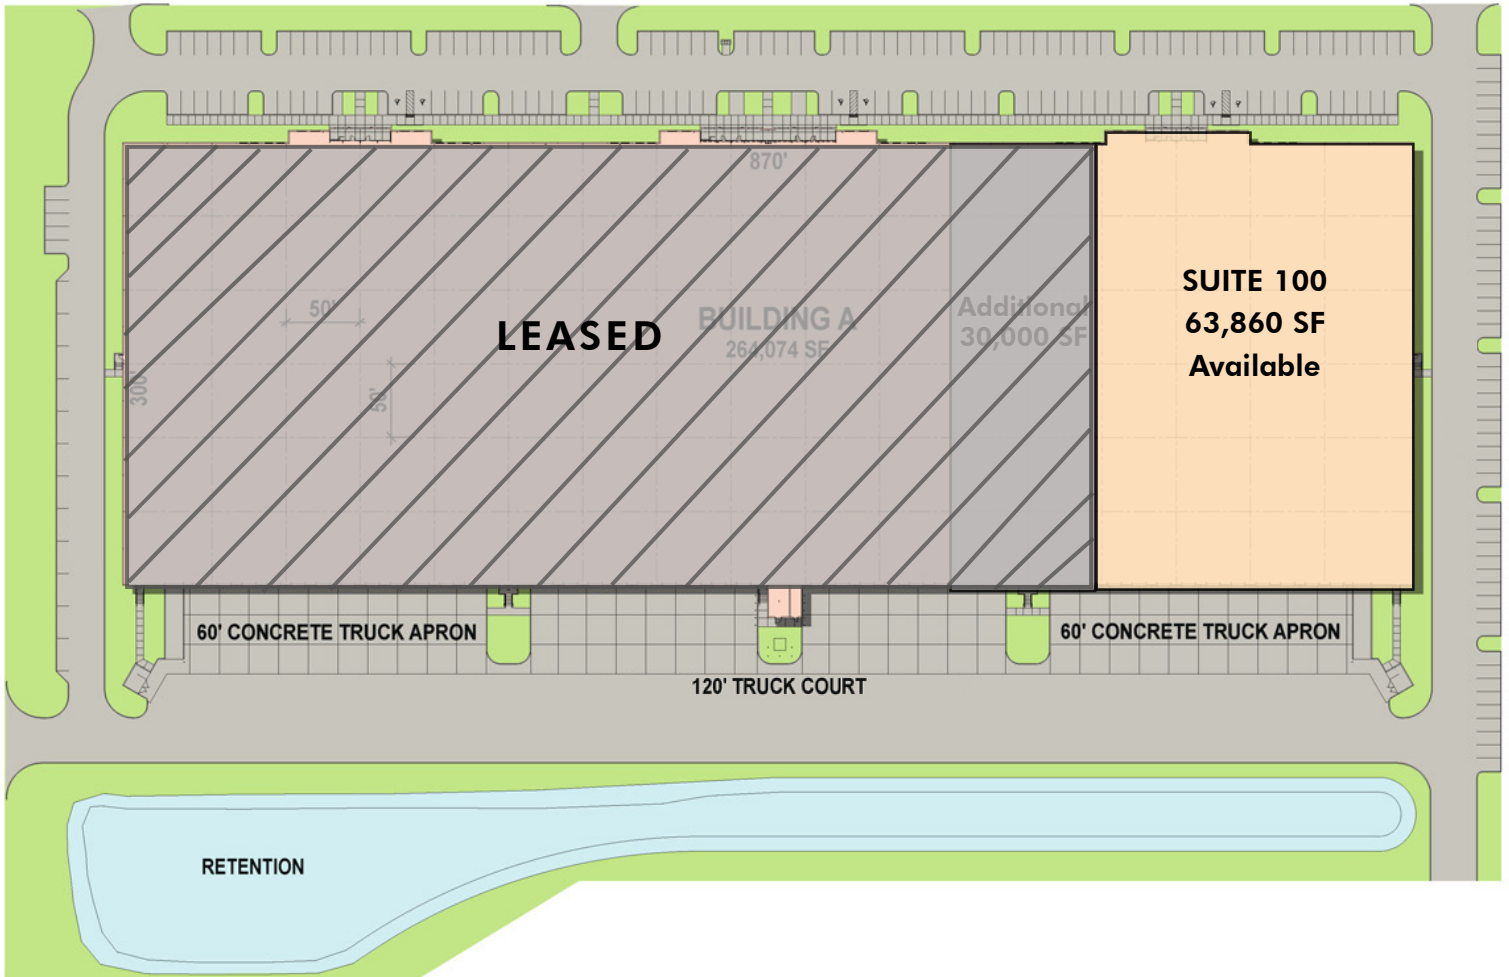 870'
SUITE 100
63,860 SF
Available
50'
BUILDING A
264,074 SF
Additional
30,000 SF
LEASED
300'
50'
60' CONCRETE TRUCK APRON
60' CONCRETE TRUCK APRON
120' TRUCK COURT
RETENTION